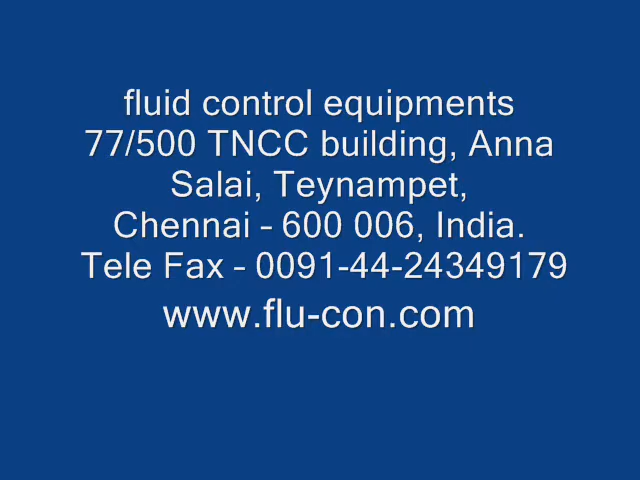 fluid control equipments
77/500 TNCC building, Anna
Salai, Teynampet,
Chennai – 600 006, India.
Tele Fax – 0091-44-24349179
www.flu-con.com